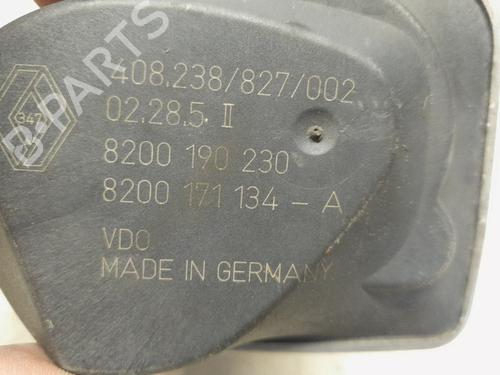 B-PARTS
347
408.238/827/002
02.28.5. II
8200 190 230
8200 171 134 - A
VDO
MADE IN GERMANY